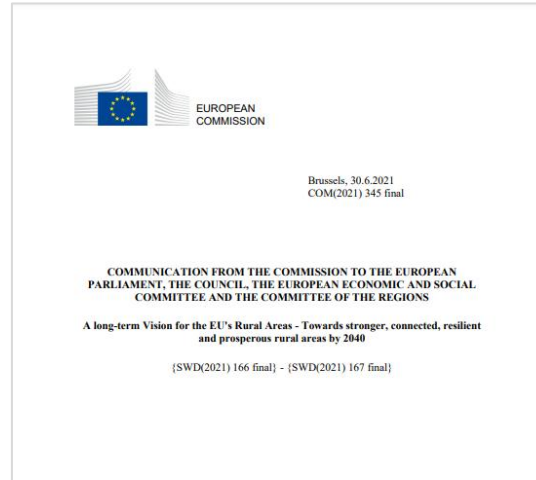 EUROPEAN
COMMISSION
Brussels, 30.6.2021
COM(2021) 345 final
COMMUNICATION FROM THE COMMISSION TO THE EUROPEAN
PARLIAMENT, THE COUNCIL, THE EUROPEAN ECONOMIC AND SOCIAL
COMMITTEE AND THE COMMITTEE OF THE REGIONS
A long-term Vision for the EU's Rural Areas - Towards stronger, connected, resilient
and prosperous rural areas by 2040
{SWD(2021) 166 final} - {SWD(2021) 167 final}